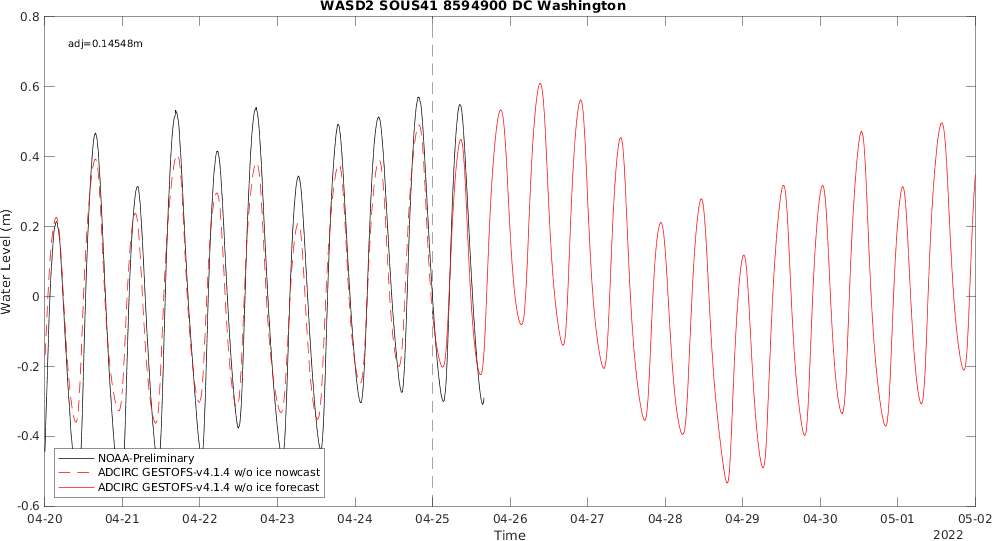 WASD2 SOUS41 8594900 DC Washington
adj=0.14548m
0.8
0.6
0.4
0.2
0
-0.2
-0.4
-0.6
Water Level (m)
NOAA-Preliminary
ADCIRC GESTOFS-v4.1.4 w/o ice nowcast
ADCIRC GESTOFS-v4.1.4 w/o ice forecast
04-20 04-21 04-22 04-23 04-24 04-25 04-26 04-27 04-28 04-29 04-30 05-01 05-02
Time
2022